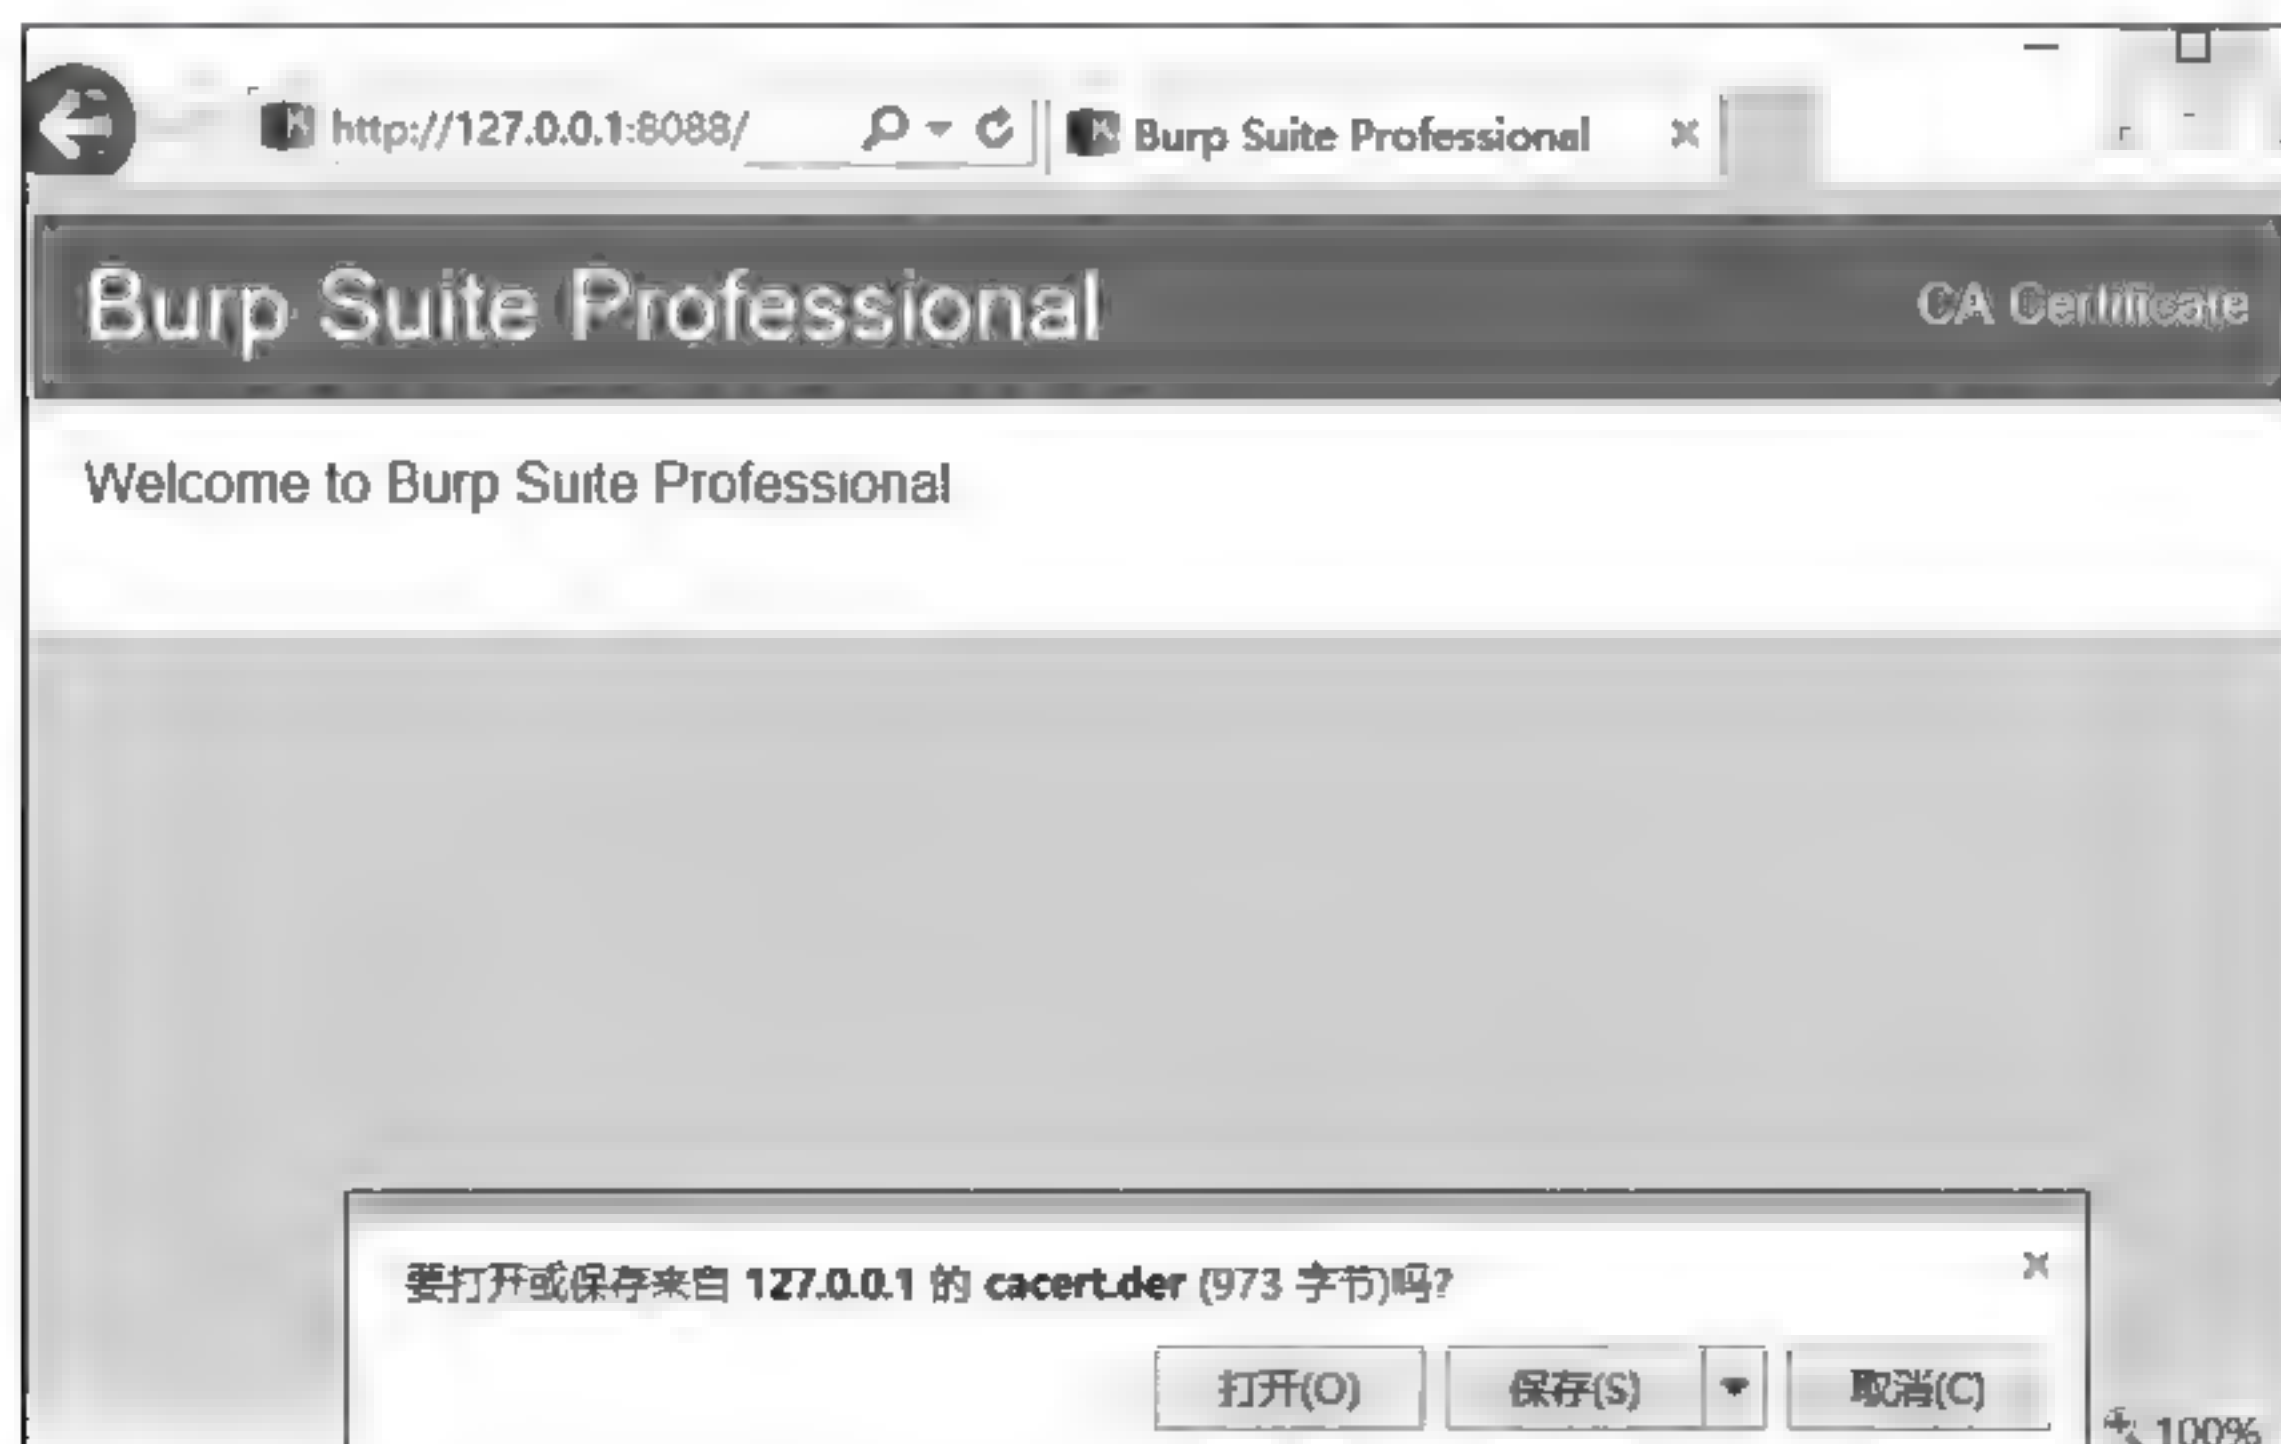 http://127.0.0.1:8088/
Burp Suite Professional
Burp Suite Professional
CA Certificate
Welcome to Burp Suite Professional
要打开或保存来自 127.0.0.1 的 cacert.der (973 字节)吗?
打开(O)
保存(S)
取消(C)
100%